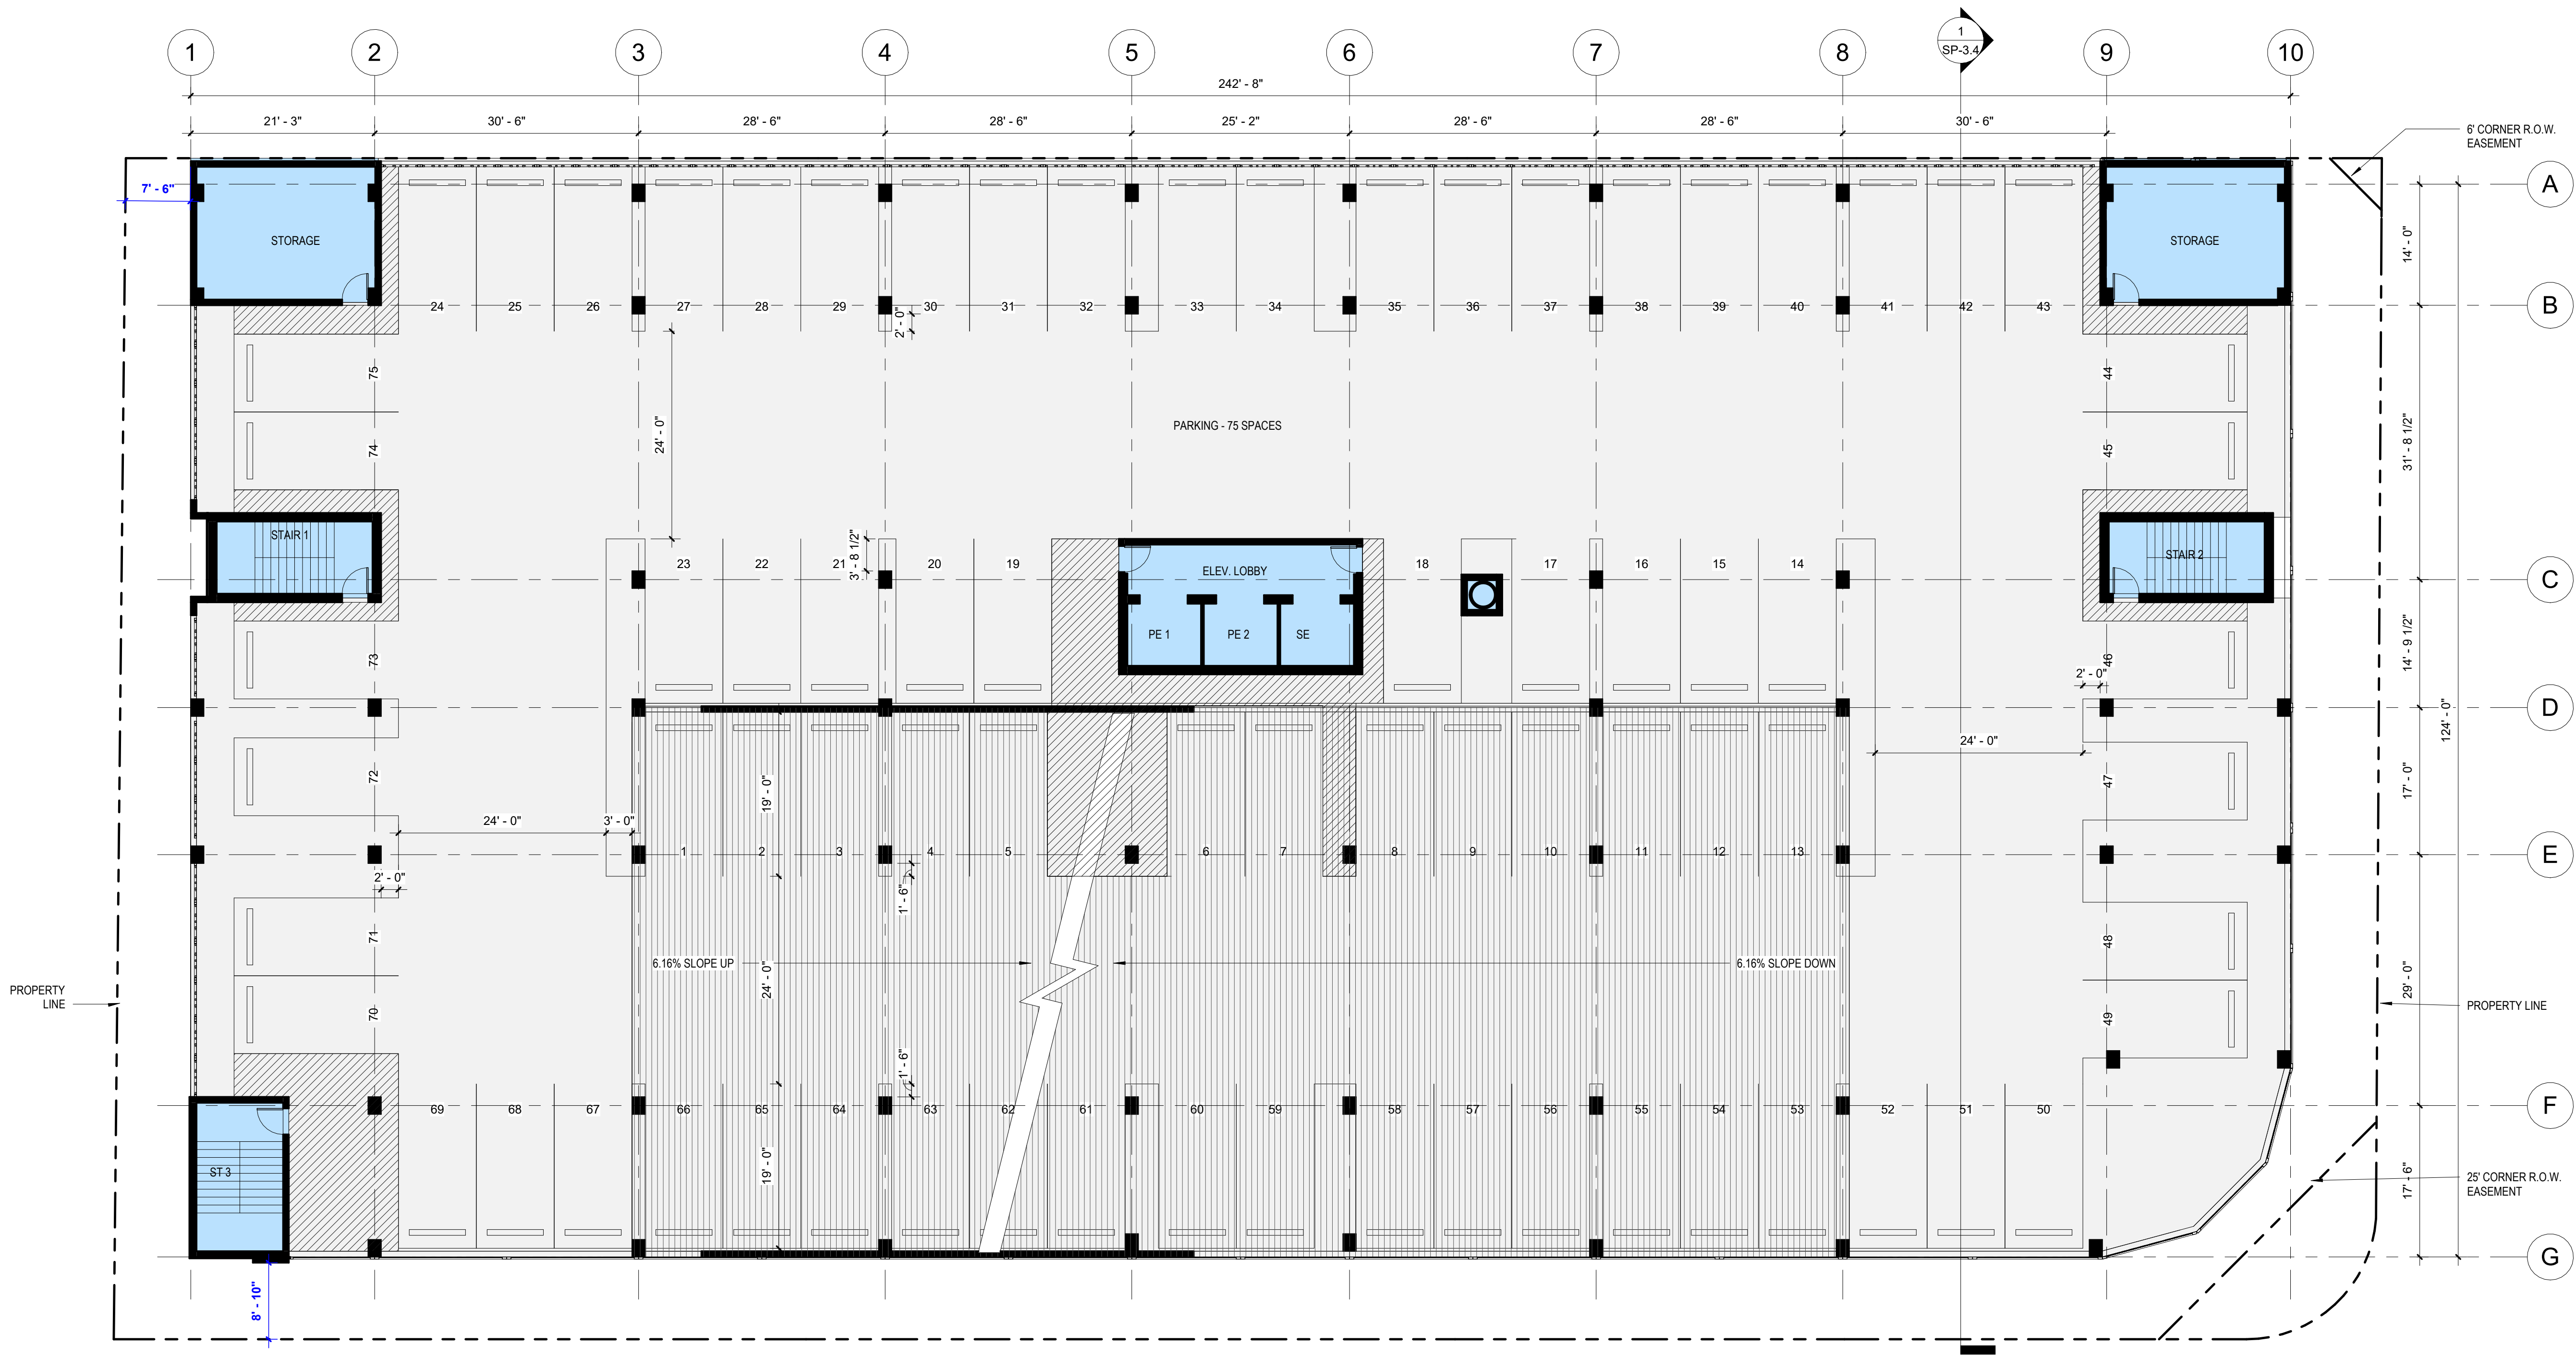 1 2 3 4 5 6 7 8 9 10
1
SP-3.4
242' - 8"
21' - 3" 30' - 6" 28' - 6" 28' - 6" 25' - 2" 28' - 6" 28' - 6" 30' - 6"
6' CORNER R.O.W.
EASEMENT
7' - 6"
A
STORAGE
STORAGE
14' - 0"
24 25 26 27 28 29 30 31 32 33 34 35 36 37 38 39 40 41 42 43
B
2' - 0"
75
44
24' - 0"
PARKING - 75 SPACES
74
45
31' - 8 1/2"
STAIR 1
STAIR 2
3' - 8 1/2"
23 22 21 20 19
ELEV. LOBBY
18 17 16 15 14
C
PE 1 PE 2 SE
73
46
2' - 0"
14' - 9 1/2"
D
124' - 0"
24' - 0"
72
47
19' - 0"
17' - 0"
24' - 0"
3' - 0"
1 2 3 4 5 6 7 8 9 10 11 12 13
E
2' - 0"
1' - 6"
71
48
6.16% SLOPE UP
6.16% SLOPE DOWN
24' - 0"
29' - 0"
PROPERTY
LINE
PROPERTY LINE
70
49
1' - 6"
69 68 67 66 65 64 63 62 61 60 59 58 57 56 55 54 53 52 51 50
F
ST 3
19' - 0"
17' - 6"
25' CORNER R.O.W.
EASEMENT
G
8' - 10"